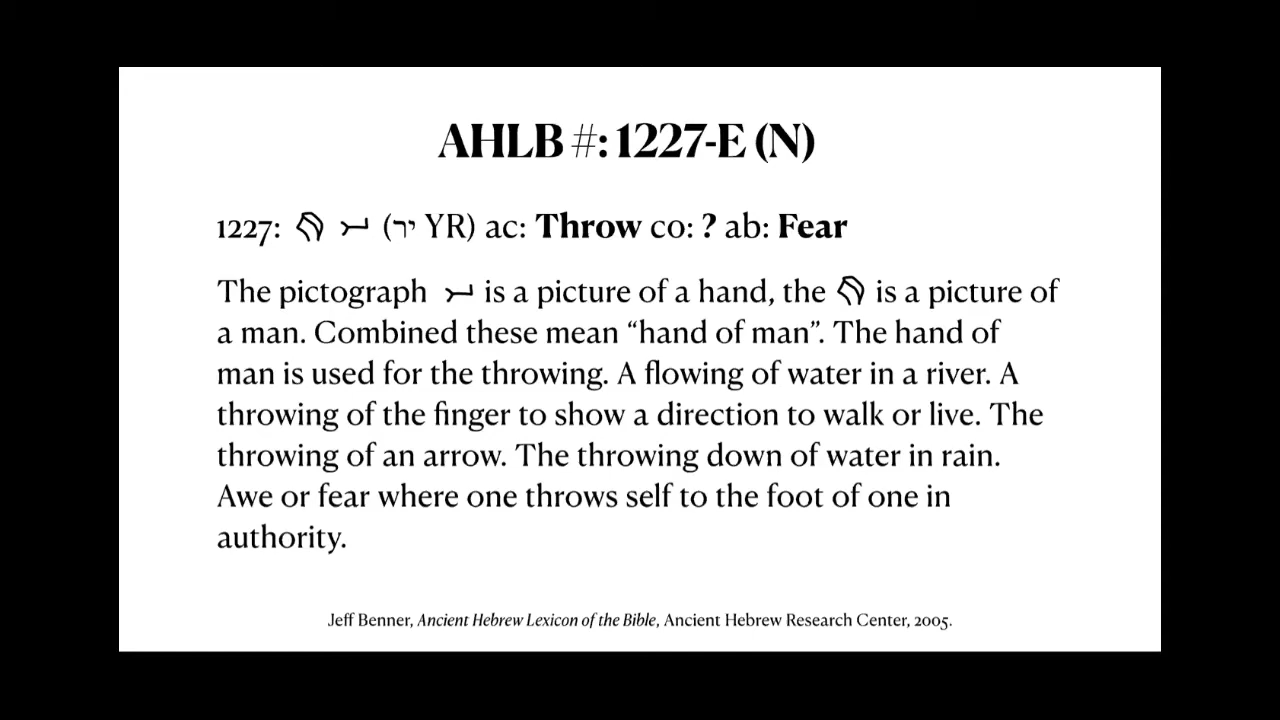 AHLB #: 1227-E (N)
1227: (יר YR) ac: Throw co: ? ab: Fear
The pictograph is a picture of a hand, the is a picture of
a man. Combined these mean “hand of man”. The hand of
man is used for the throwing. A flowing of water in a river. A
throwing of the finger to show a direction to walk or live. The
throwing of an arrow. The throwing down of water in rain.
Awe or fear where one throws self to the foot of one in
authority.
Jeff Benner, Ancient Hebrew Lexicon of the Bible, Ancient Hebrew Research Center, 2005.